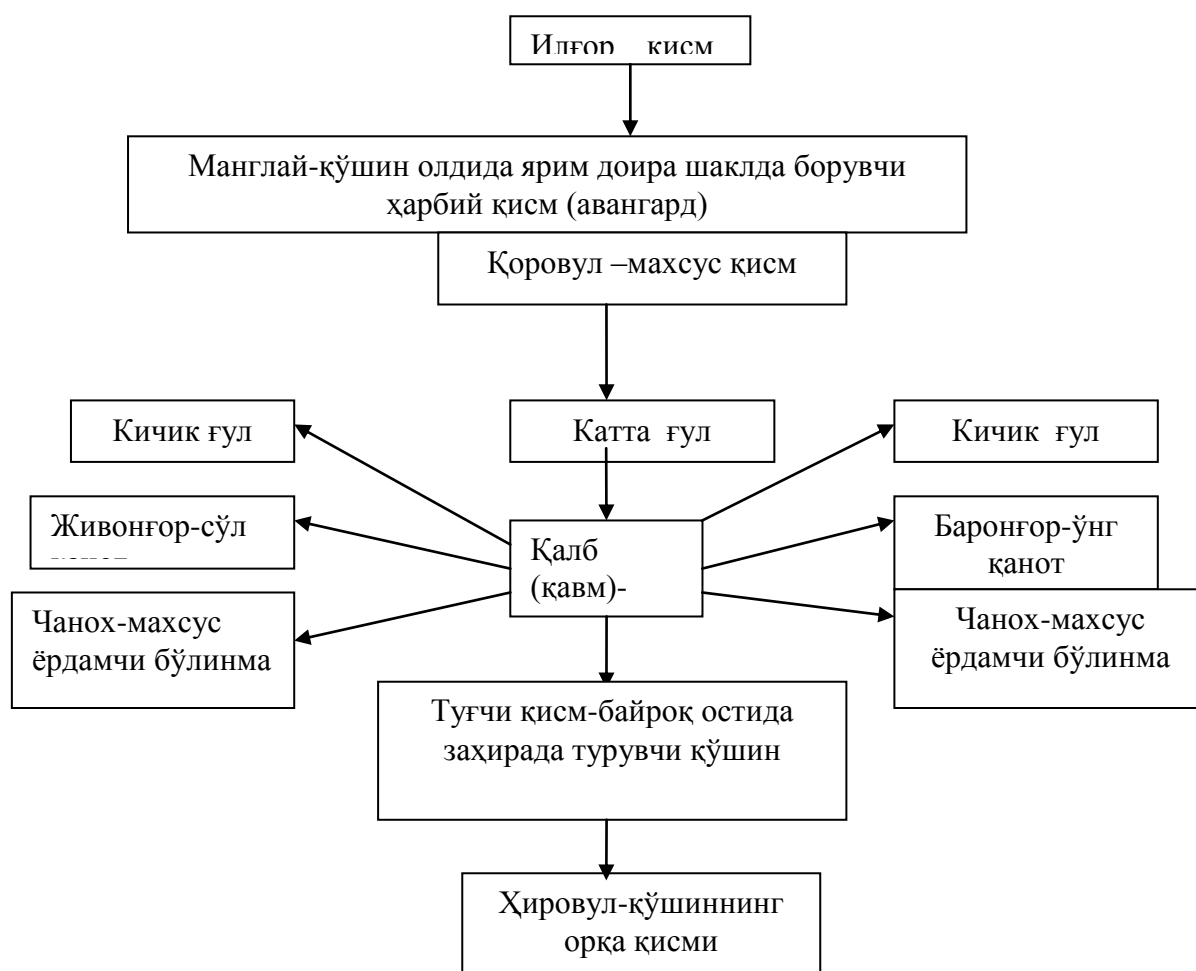 Илғор қисм
Манглай-қўшин олдида ярим доира шаклда борувчи
ҳарбий қисм (авангард)
Қоровул –махсус қисм
Кичик ғул
Катта ғул
Кичик ғул
Живонғор-сўл
Қалб
(қавм)-
Баронғор-ўнг
қанот
Чанох-махсус
ёрдамчи бўлинма
Чанох-махсус
ёрдамчи бўлинма
Туғчи қисм-байроқ остида
заҳирада турувчи қўшин
Ҳировул-қўшиннинг
орқа қисми